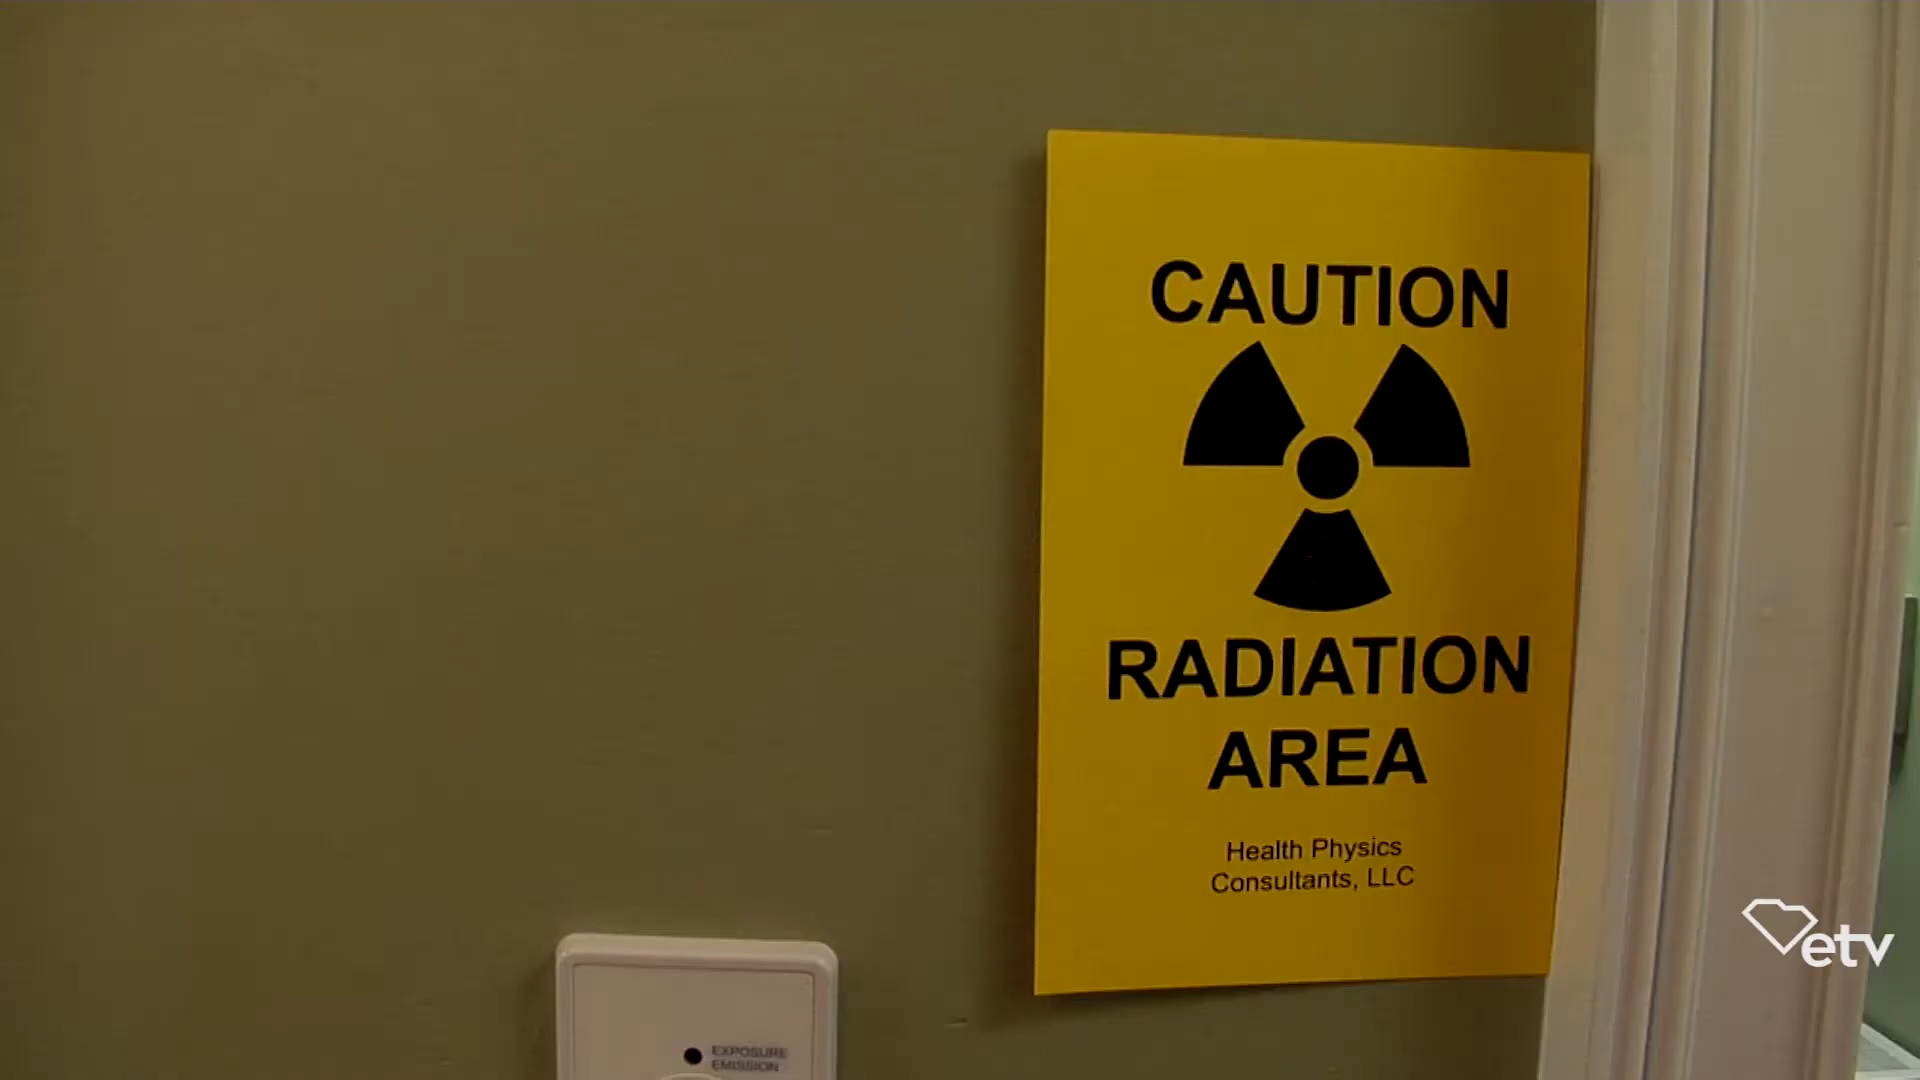 CAUTION
RADIATION
AREA
Health Physics
Consultants, LLC
EXPOSURE
EMISSION
etv